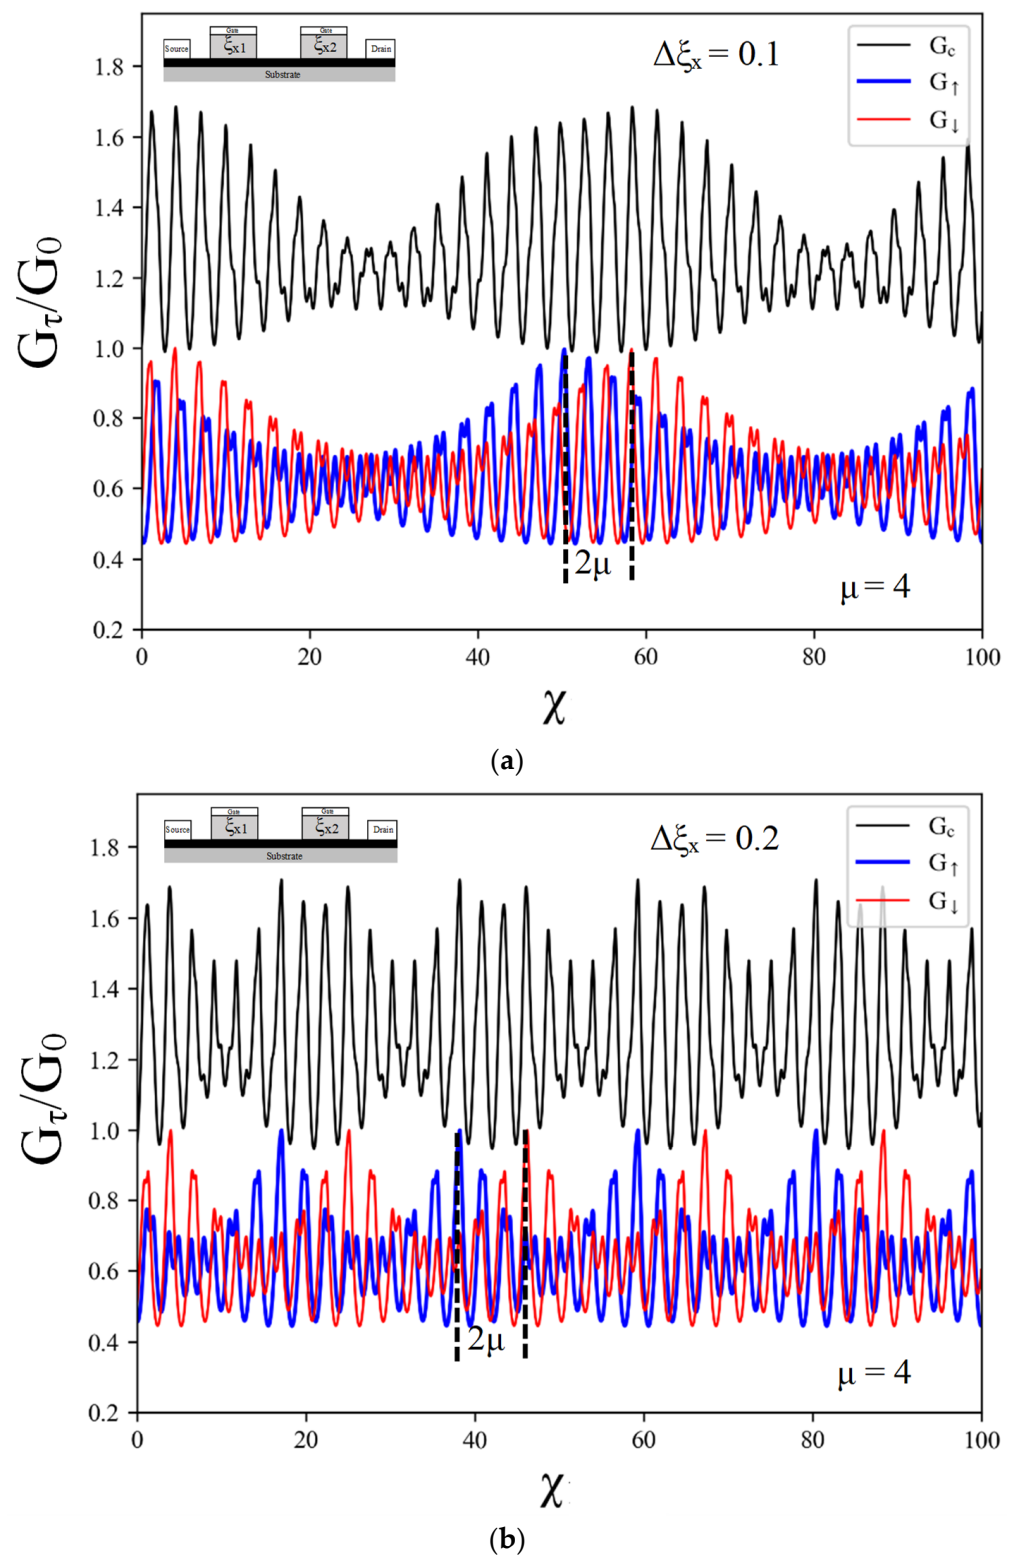 Gate Gate
Source ξx1 ξx2 Drain
Substrate
Δξx = 0.1
Gc
G↑
G↓
1.8
1.6
1.4
1.2
1.0
0.8
0.6
0.4
0.2
Gτ/G0
2μ
μ = 4
0 20 40 60 80 100
χ
(a)
Gate Gate
Source ξx1 ξx2 Drain
Substrate
Δξx = 0.2
Gc
G↑
G↓
1.8
1.6
1.4
1.2
1.0
0.8
0.6
0.4
0.2
Gτ/G0
2μ
μ = 4
0 20 40 60 80 100
χ
(b)